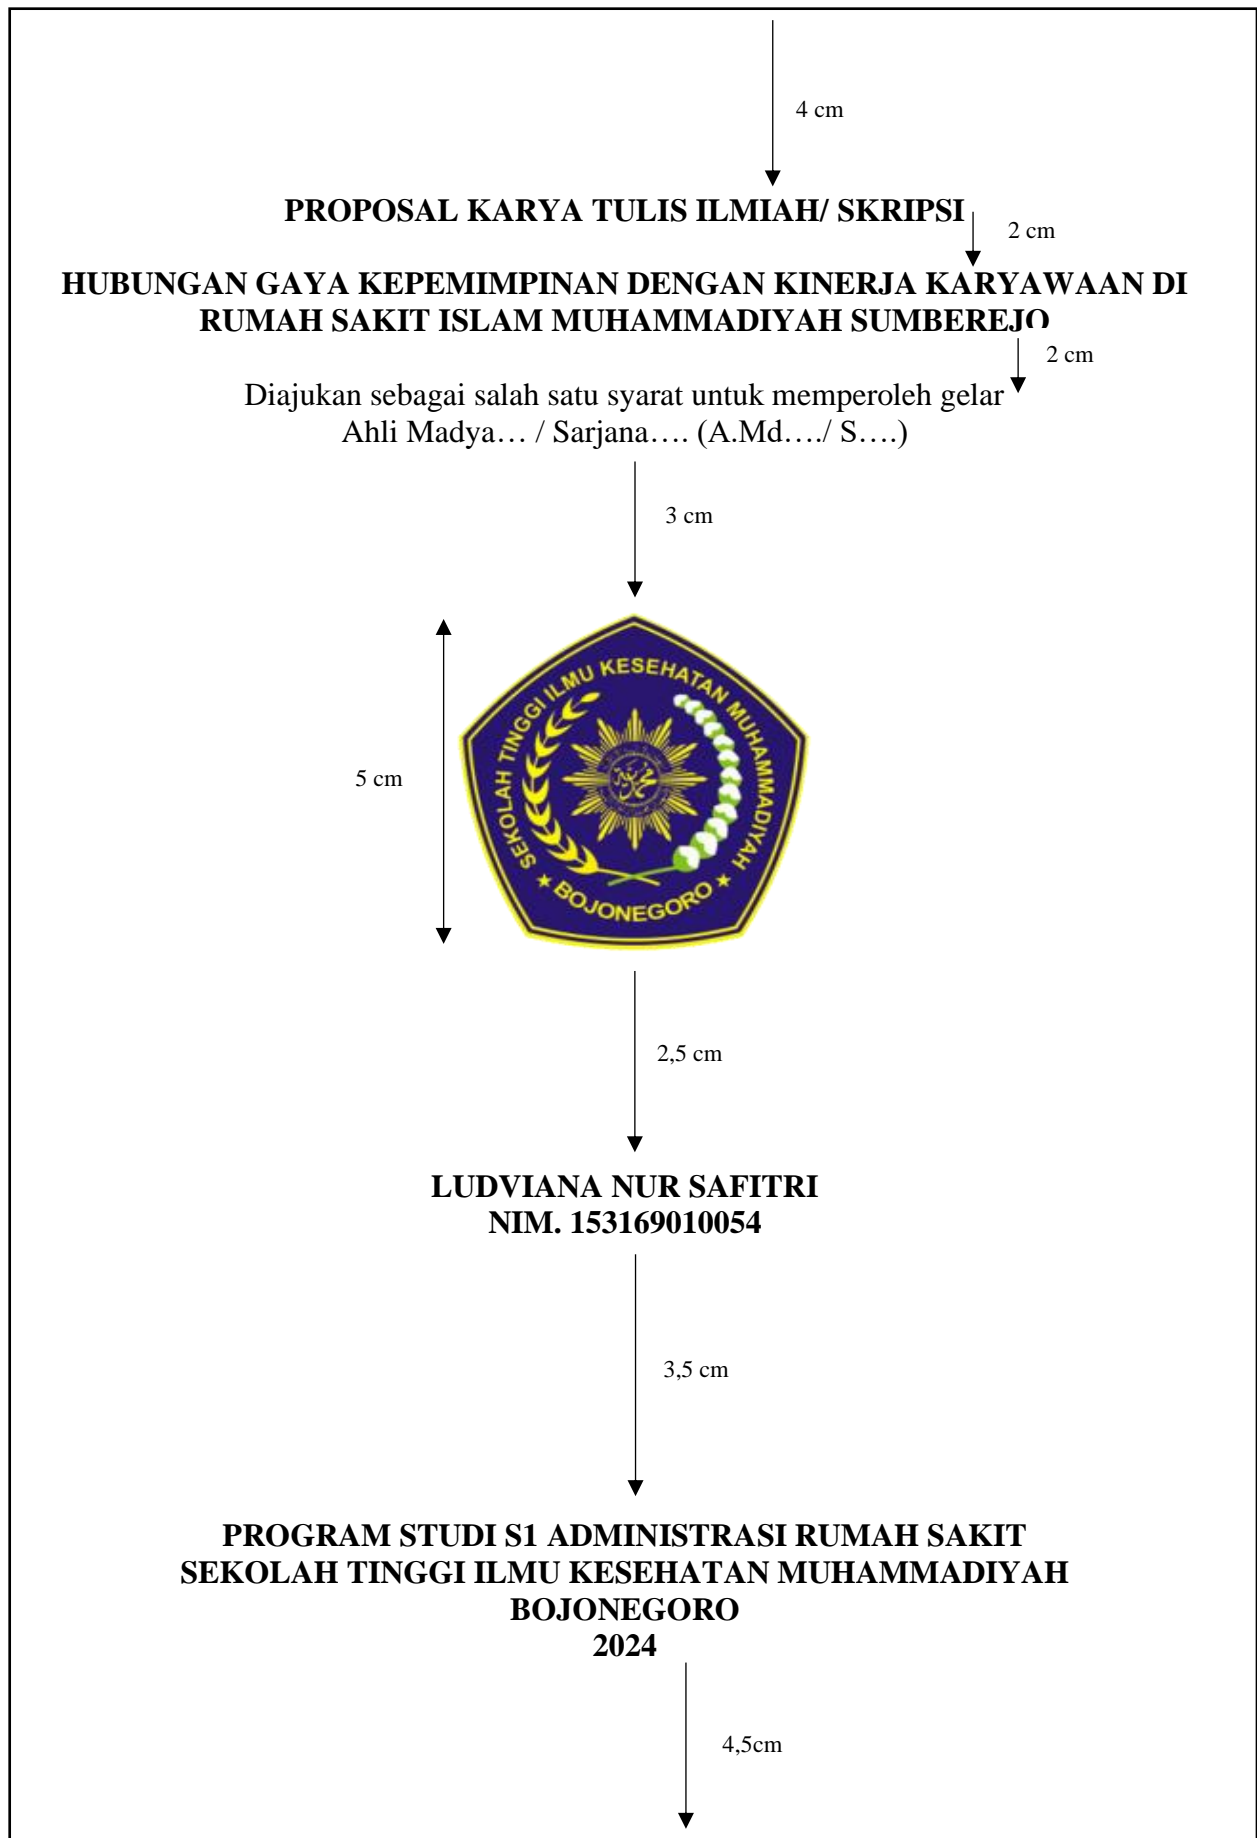 4 cm
PROPOSAL KARYA TULIS ILMIAH/ SKRIPSI
2 cm
HUBUNGAN GAYA KEPEMIMPINAN DENGAN KINERJA KARYAWAAN DI
RUMAH SAKIT ISLAM MUHAMMADIYAH SUMBEREJO
2 cm
Diajukan sebagai salah satu syarat untuk memperoleh gelar
Ahli Madya… / Sarjana…. (A.Md…./ S….)
3 cm
SEKOLAH TINGGI ILMU KESEHATAN MUHAMMADIYAH
★ BOJONEGORO ★
5 cm
2,5 cm
LUDVIANA NUR SAFITRI
NIM. 153169010054
3,5 cm
PROGRAM STUDI S1 ADMINISTRASI RUMAH SAKIT
SEKOLAH TINGGI ILMU KESEHATAN MUHAMMADIYAH
BOJONEGORO
2024
4,5cm